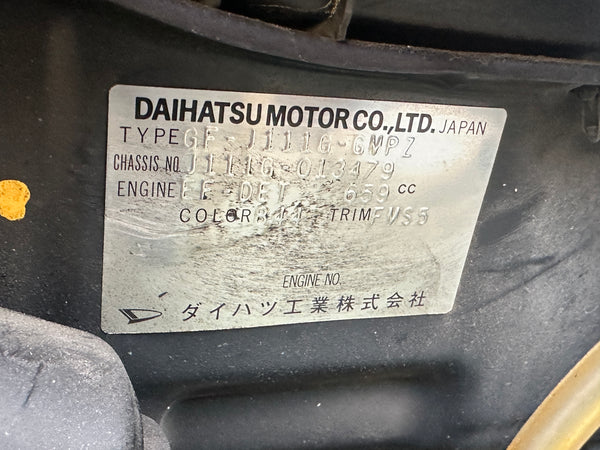 DAIHATSU MOTOR CO.,LTD. JAPAN
TYPE GF-J111G-GMPZ
CHASSIS NO J111G-013479
ENGINE EF-DET 659 CC
COLOR TRIM FVS5
ENGINE NO.
ダイハツ工業株式会社